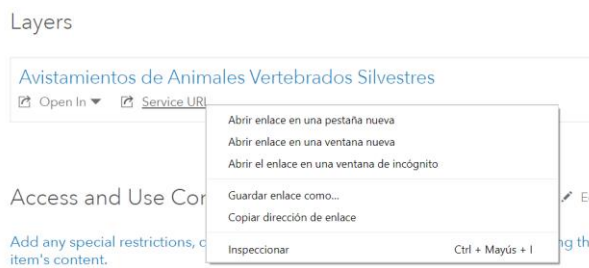 Layers
Avistamientos de Animales Vertebrados Silvestres
Open In ▼ Service URL
Abrir enlace en una pestaña nueva
Abrir enlace en una ventana nueva
Abrir el enlace en una ventana de incógnito
Access and Use Con
Guardar enlace como...
Copiar dirección de enlace
Add any special restrictions,
Inspeccionar Ctrl + Mayús + I
item's content.